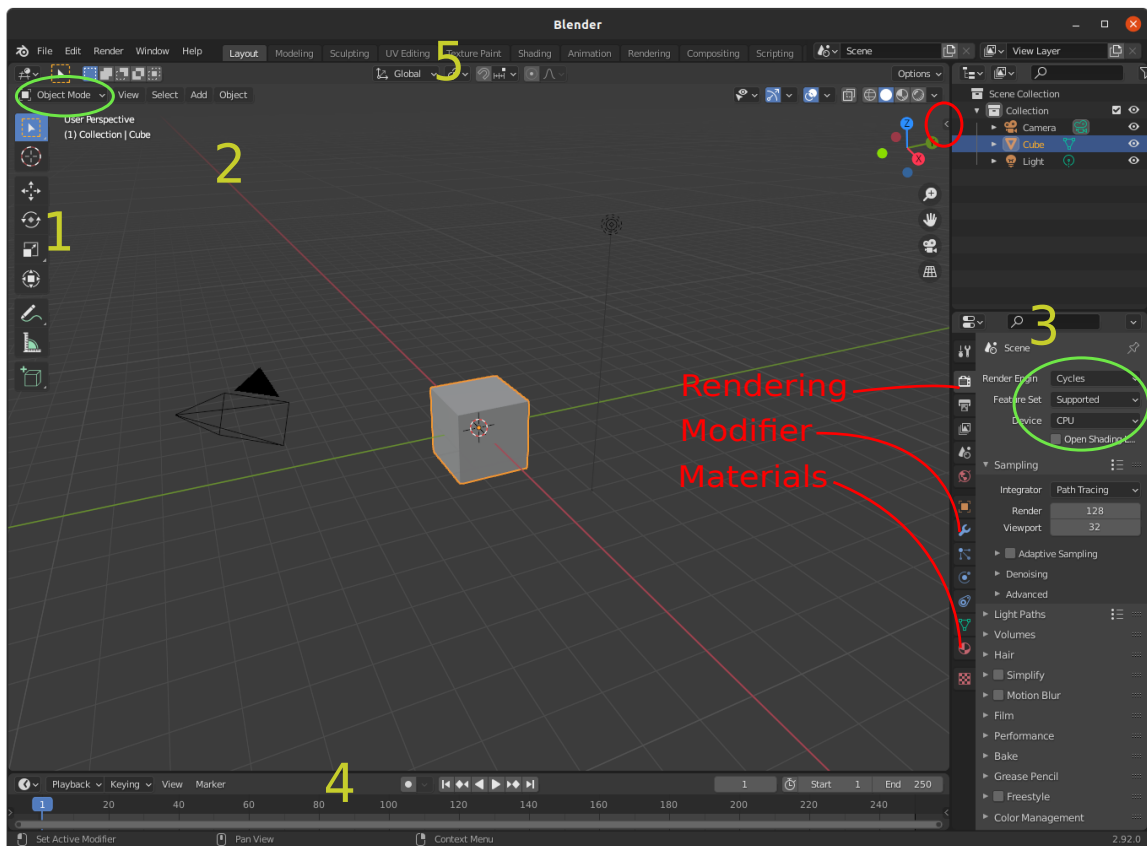 Blender
File Edit Render Window Help Layout Modeling Sculpting UV Editing Texture Paint Shading Animation Rendering Compositing Scripting Scene View Layer
5
Global Options
Object Mode View Select Add Object
User Perspective
(1) Collection | Cube
Z
X
1
2
Scene Collection
Collection
Camera
Cube
Light
3
Scene
Render Engin Cycles
Feature Set Supported
Device CPU
Open Shading L...
Rendering
Modifier
Materials
Sampling
Integrator Path Tracing
Render 128
Viewport 32
Adaptive Sampling
Denoising
Advanced
Light Paths
Volumes
Hair
Simplify
Motion Blur
Film
Performance
Bake
Grease Pencil
Freestyle
Color Management
4
Playback Keying View Marker 1 Start 1 End 250
1 20 40 60 80 100 120 140 160 180 200 220 240
Set Active Modifier Pan View Context Menu 2.92.0